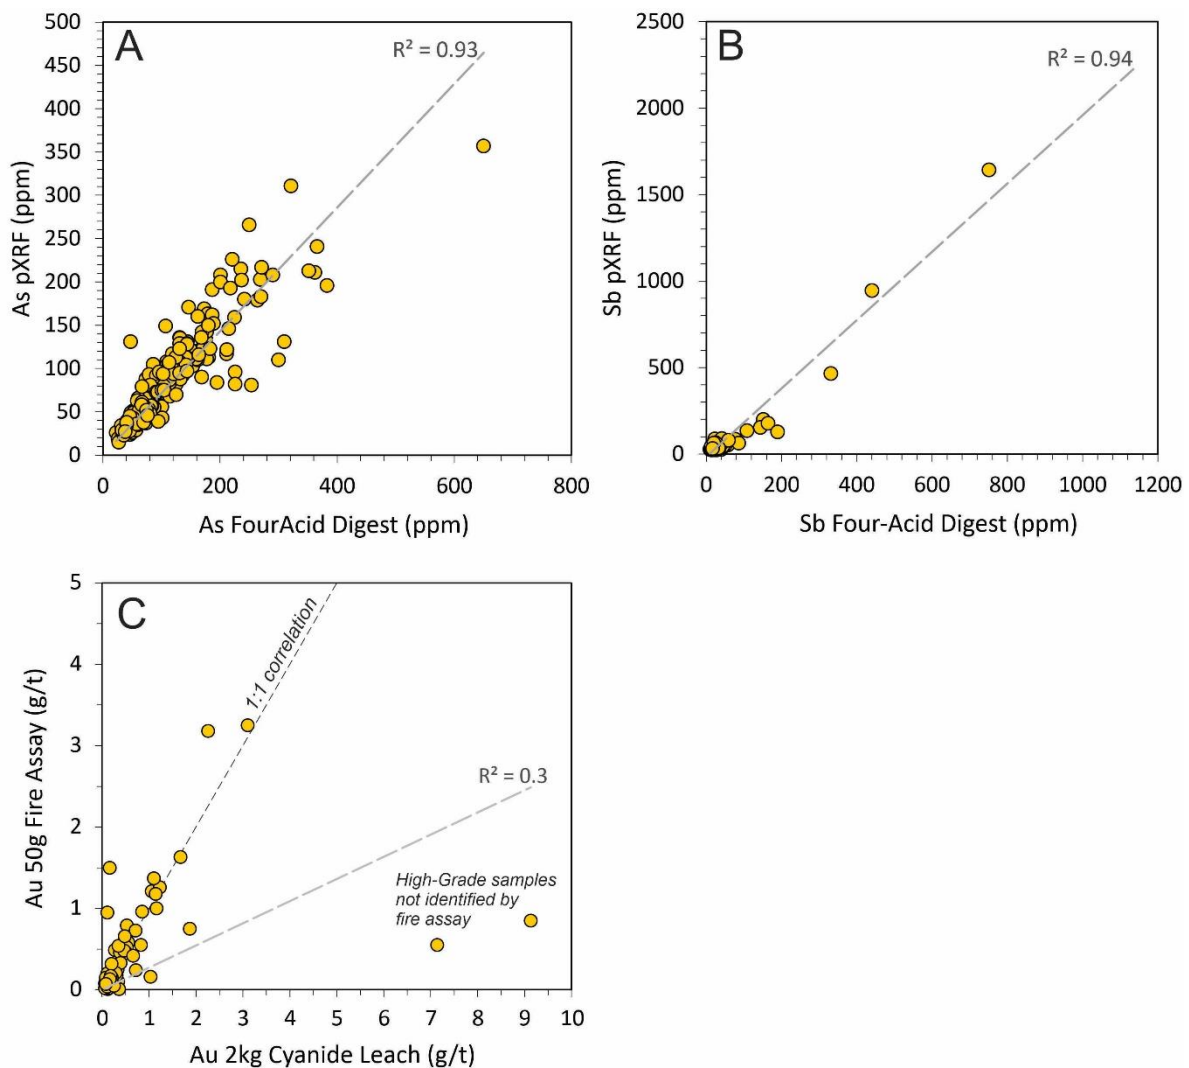 A
R² = 0.93
500
450
400
350
300
250
200
150
100
50
0
As pXRF (ppm)
0 200 400 600 800
As FourAcid Digest (ppm)
B
R² = 0.94
2500
2000
1500
1000
500
0
Sb pXRF (ppm)
0 200 400 600 800 1000 1200
Sb Four-Acid Digest (ppm)
C
1:1 correlation
R² = 0.3
High-Grade samples
not identified by
fire assay
5
4
3
2
1
0
Au 50g Fire Assay (g/t)
0 1 2 3 4 5 6 7 8 9 10
Au 2kg Cyanide Leach (g/t)